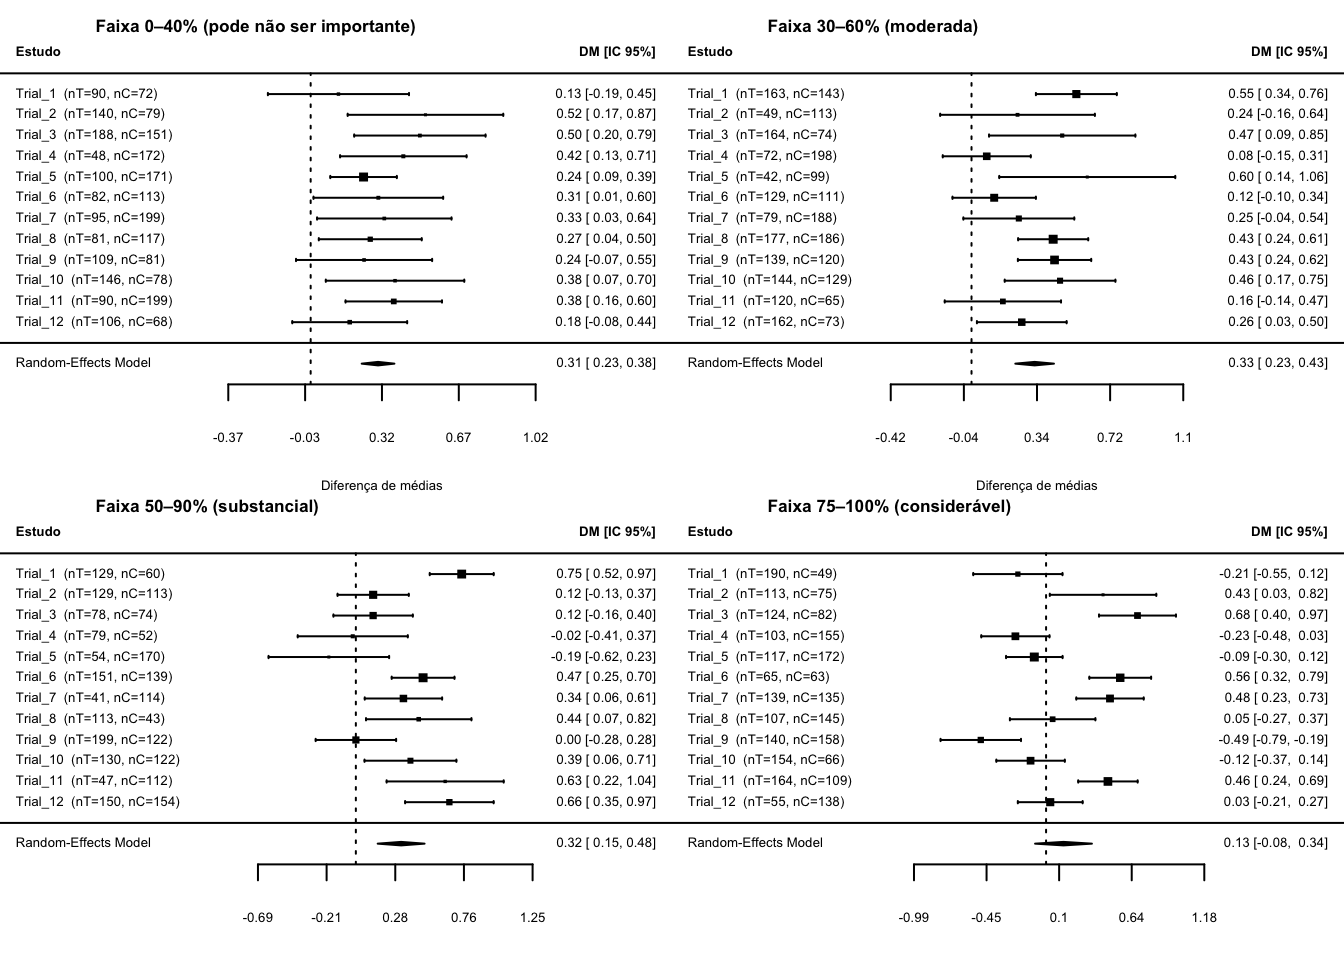 Faixa 0–40% (pode não ser importante)
Estudo DM [IC 95%]
Trial_1 (nT=90, nC=72) 0.13 [-0.19, 0.45]
Trial_2 (nT=140, nC=79) 0.52 [ 0.17, 0.87]
Trial_3 (nT=188, nC=151) 0.50 [ 0.20, 0.79]
Trial_4 (nT=48, nC=172) 0.42 [ 0.13, 0.71]
Trial_5 (nT=100, nC=171) 0.24 [ 0.09, 0.39]
Trial_6 (nT=82, nC=113) 0.31 [ 0.01, 0.60]
Trial_7 (nT=95, nC=199) 0.33 [ 0.03, 0.64]
Trial_8 (nT=81, nC=117) 0.27 [ 0.04, 0.50]
Trial_9 (nT=109, nC=81) 0.24 [-0.07, 0.55]
Trial_10 (nT=146, nC=78) 0.38 [ 0.07, 0.70]
Trial_11 (nT=90, nC=199) 0.38 [ 0.16, 0.60]
Trial_12 (nT=106, nC=68) 0.18 [-0.08, 0.44]
Random-Effects Model 0.31 [ 0.23, 0.38]
-0.37 -0.03 0.32 0.67 1.02
Diferença de médias
Faixa 30–60% (moderada)
Estudo DM [IC 95%]
Trial_1 (nT=163, nC=143) 0.55 [ 0.34, 0.76]
Trial_2 (nT=49, nC=113) 0.24 [-0.16, 0.64]
Trial_3 (nT=164, nC=74) 0.47 [ 0.09, 0.85]
Trial_4 (nT=72, nC=198) 0.08 [-0.15, 0.31]
Trial_5 (nT=42, nC=99) 0.60 [ 0.14, 1.06]
Trial_6 (nT=129, nC=111) 0.12 [-0.10, 0.34]
Trial_7 (nT=79, nC=188) 0.25 [-0.04, 0.54]
Trial_8 (nT=177, nC=186) 0.43 [ 0.24, 0.61]
Trial_9 (nT=139, nC=120) 0.43 [ 0.24, 0.62]
Trial_10 (nT=144, nC=129) 0.46 [ 0.17, 0.75]
Trial_11 (nT=120, nC=65) 0.16 [-0.14, 0.47]
Trial_12 (nT=162, nC=73) 0.26 [ 0.03, 0.50]
Random-Effects Model 0.33 [ 0.23, 0.43]
-0.42 -0.04 0.34 0.72 1.1
Diferença de médias
Faixa 50–90% (substancial)
Estudo DM [IC 95%]
Trial_1 (nT=129, nC=60) 0.75 [ 0.52, 0.97]
Trial_2 (nT=129, nC=113) 0.12 [-0.13, 0.37]
Trial_3 (nT=78, nC=74) 0.12 [-0.16, 0.40]
Trial_4 (nT=79, nC=52) -0.02 [-0.41, 0.37]
Trial_5 (nT=54, nC=170) -0.19 [-0.62, 0.23]
Trial_6 (nT=151, nC=139) 0.47 [ 0.25, 0.70]
Trial_7 (nT=41, nC=114) 0.34 [ 0.06, 0.61]
Trial_8 (nT=113, nC=43) 0.44 [ 0.07, 0.82]
Trial_9 (nT=199, nC=122) 0.00 [-0.28, 0.28]
Trial_10 (nT=130, nC=122) 0.39 [ 0.06, 0.71]
Trial_11 (nT=47, nC=112) 0.63 [ 0.22, 1.04]
Trial_12 (nT=150, nC=154) 0.66 [ 0.35, 0.97]
Random-Effects Model 0.32 [ 0.15, 0.48]
-0.69 -0.21 0.28 0.76 1.25
Faixa 75–100% (considerável)
Estudo DM [IC 95%]
Trial_1 (nT=190, nC=49) -0.21 [-0.55, 0.12]
Trial_2 (nT=113, nC=75) 0.43 [ 0.03, 0.82]
Trial_3 (nT=124, nC=82) 0.68 [ 0.40, 0.97]
Trial_4 (nT=103, nC=155) -0.23 [-0.48, 0.03]
Trial_5 (nT=117, nC=172) -0.09 [-0.30, 0.12]
Trial_6 (nT=65, nC=63) 0.56 [ 0.32, 0.79]
Trial_7 (nT=139, nC=135) 0.48 [ 0.23, 0.73]
Trial_8 (nT=107, nC=145) 0.05 [-0.27, 0.37]
Trial_9 (nT=140, nC=158) -0.49 [-0.79, -0.19]
Trial_10 (nT=154, nC=66) -0.12 [-0.37, 0.14]
Trial_11 (nT=164, nC=109) 0.46 [ 0.24, 0.69]
Trial_12 (nT=55, nC=138) 0.03 [-0.21, 0.27]
Random-Effects Model 0.13 [-0.08, 0.34]
-0.99 -0.45 0.1 0.64 1.18